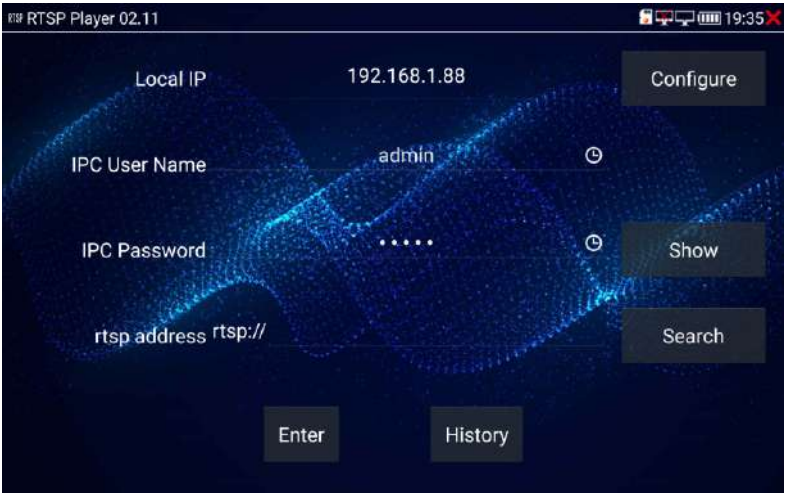 RTSP RTSP Player 02.11 19:35
Local IP 192.168.1.88 Configure
IPC User Name admin
IPC Password ••••• Show
rtsp address rtsp:// Search
Enter History